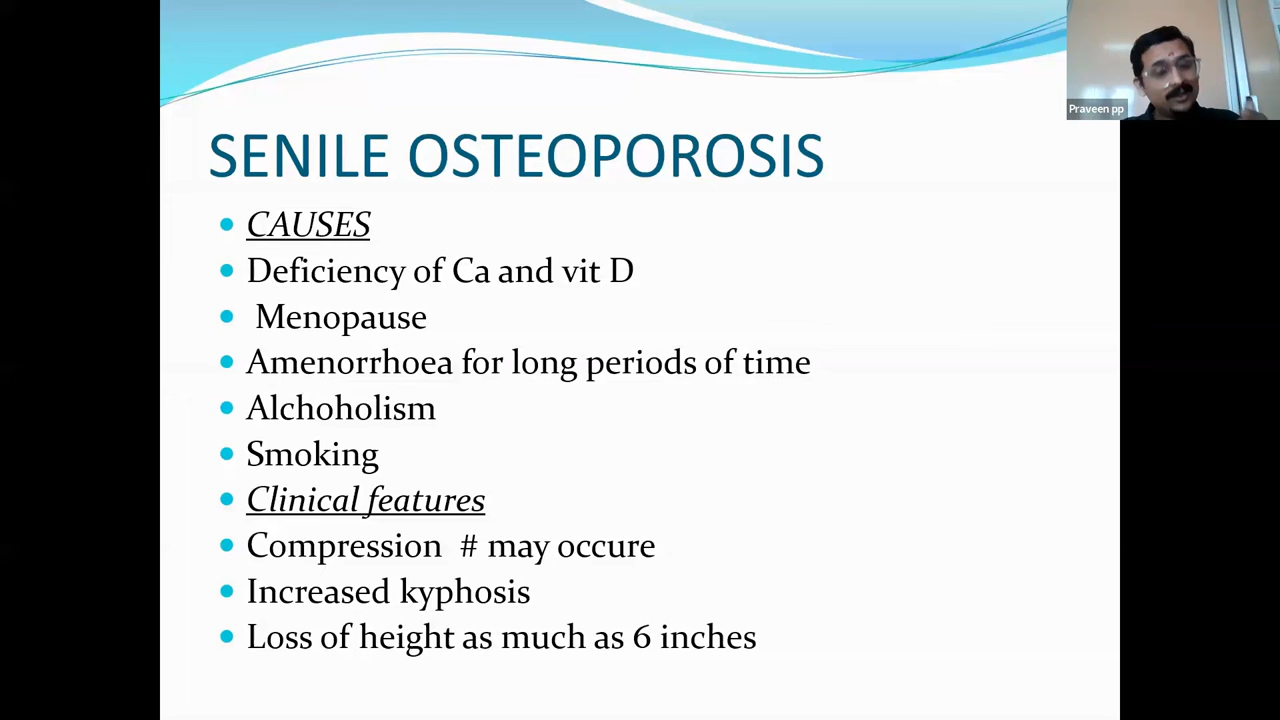 Praveen pp
SENILE OSTEOPOROSIS
CAUSES
Deficiency of Ca and vit D
Menopause
Amenorrhoea for long periods of time
Alchoholism
Smoking
Clinical features
Compression # may occure
Increased kyphosis
Loss of height as much as 6 inches